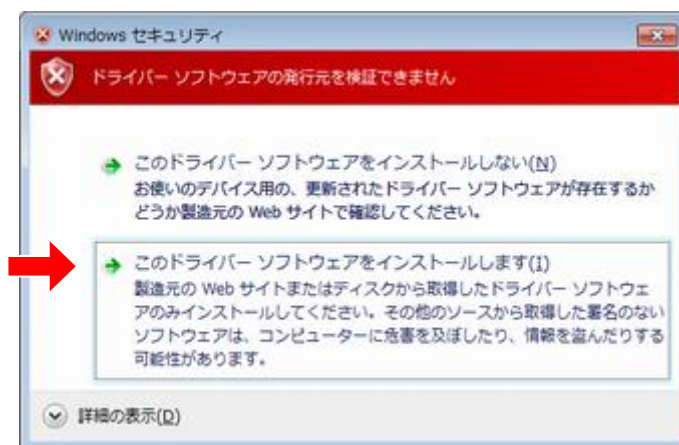 Windows セキュリティ
ドライバー ソフトウェアの発行元を検証できません
このドライバー ソフトウェアをインストールしない(N)
お使いのデバイス用の、更新されたドライバー ソフトウェアが存在するか
どうか製造元の Web サイトで確認してください。
このドライバー ソフトウェアをインストールします(I)
製造元の Web サイトまたはディスクから取得したドライバー ソフトウェ
アのみインストールしてください。その他のソースから取得した署名のない
ソフトウェアは、コンピューターに危害を及ぼしたり、情報を盗んだりする
可能性があります。
詳細の表示(D)